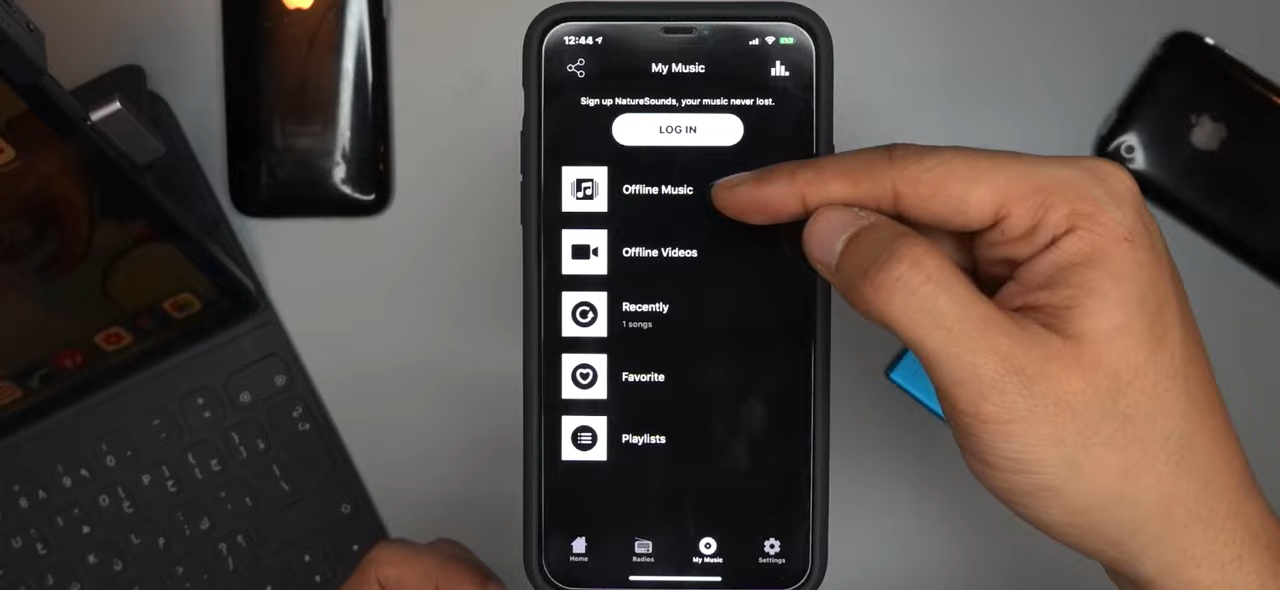 12:44
My Music
Sign up NatureSounds, your music never lost.
LOG IN
Offline Music
Offline Videos
Recently
1 songs
Favorite
Playlists
Home
Radios
My Music
Settings